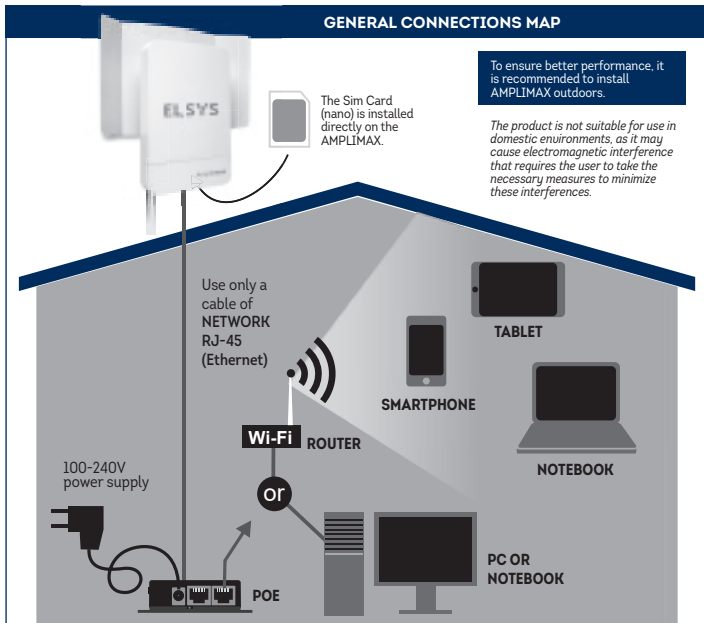 GENERAL CONNECTIONS MAP
ELSYS
The Sim Card
(nano) is installed
directly on the
AMPLIMAX.
To ensure better performance, it
is recommended to install
AMPLIMAX outdoors.
The product is not suitable for use in
domestic environments, as it may
cause electromagnetic interference
that requires the user to take the
necessary measures to minimize
these interferences.
Use only a
cable of
NETWORK
RJ-45
(Ethernet)
TABLET
SMARTPHONE
NOTEBOOK
Wi-Fi ROUTER
or
100-240V
power supply
POE
PC OR
NOTEBOOK